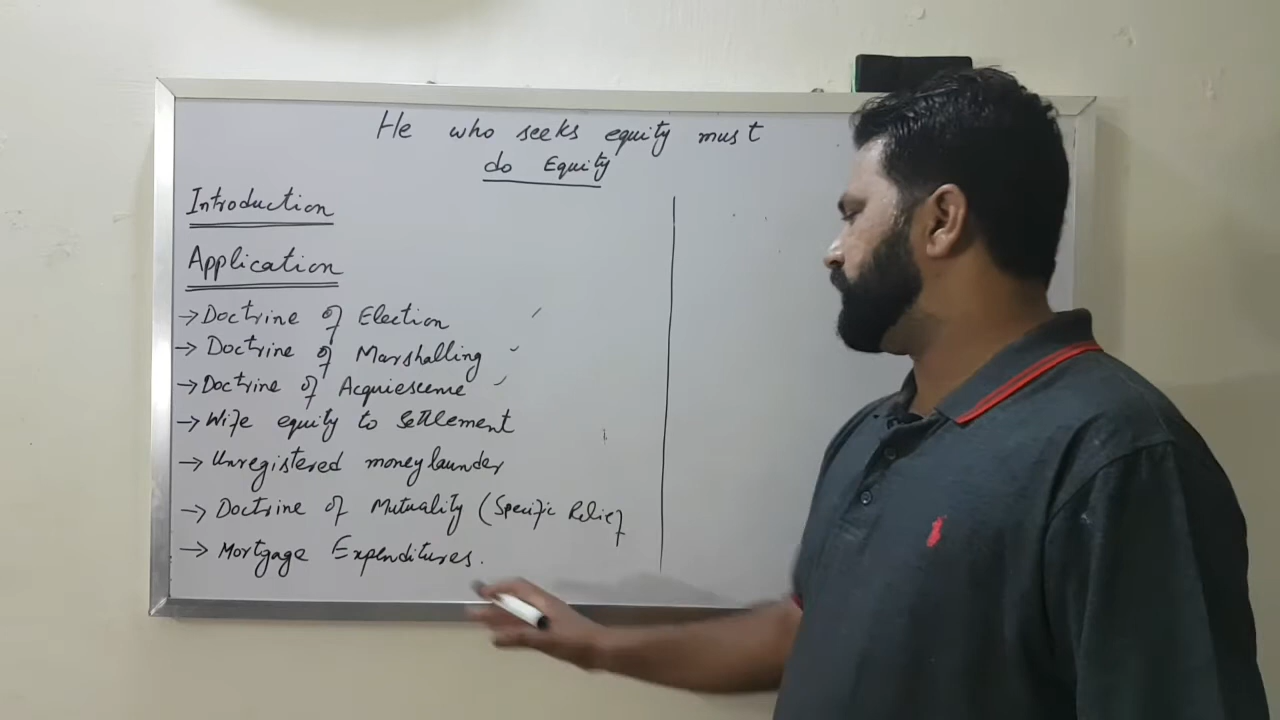 He who seeks equity must
do Equity
Introduction
Application
→ Doctrine of Election
→ Doctrine of Marshalling
→ Doctrine of Acquiesceme
→ Wife equity to Settlement
→ Unregistered money launder
→ Doctrine of Mutuality (Specific Relief
→ Mortgage Expenditures.